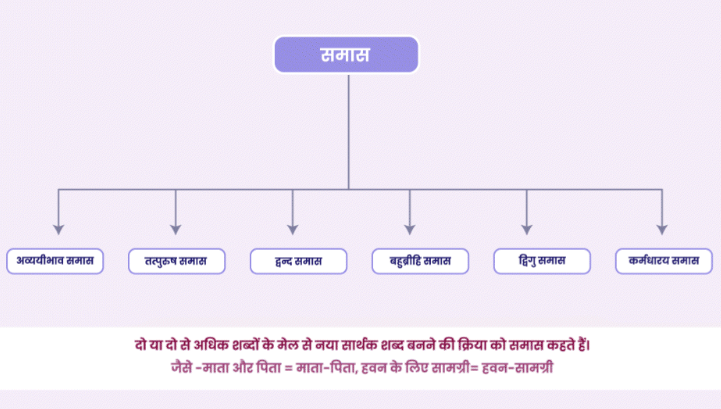 समास
अव्ययीभाव समास
तत्पुरुष समास
द्वन्द समास
बहुब्रीहि समास
द्विगु समास
कर्मधारय समास
दो या दो से अधिक शब्दों के मेल से नया सार्थक शब्द बनने की क्रिया को समास कहते हैं।
जैसे -माता और पिता = माता-पिता, हवन के लिए सामग्री= हवन-सामग्री